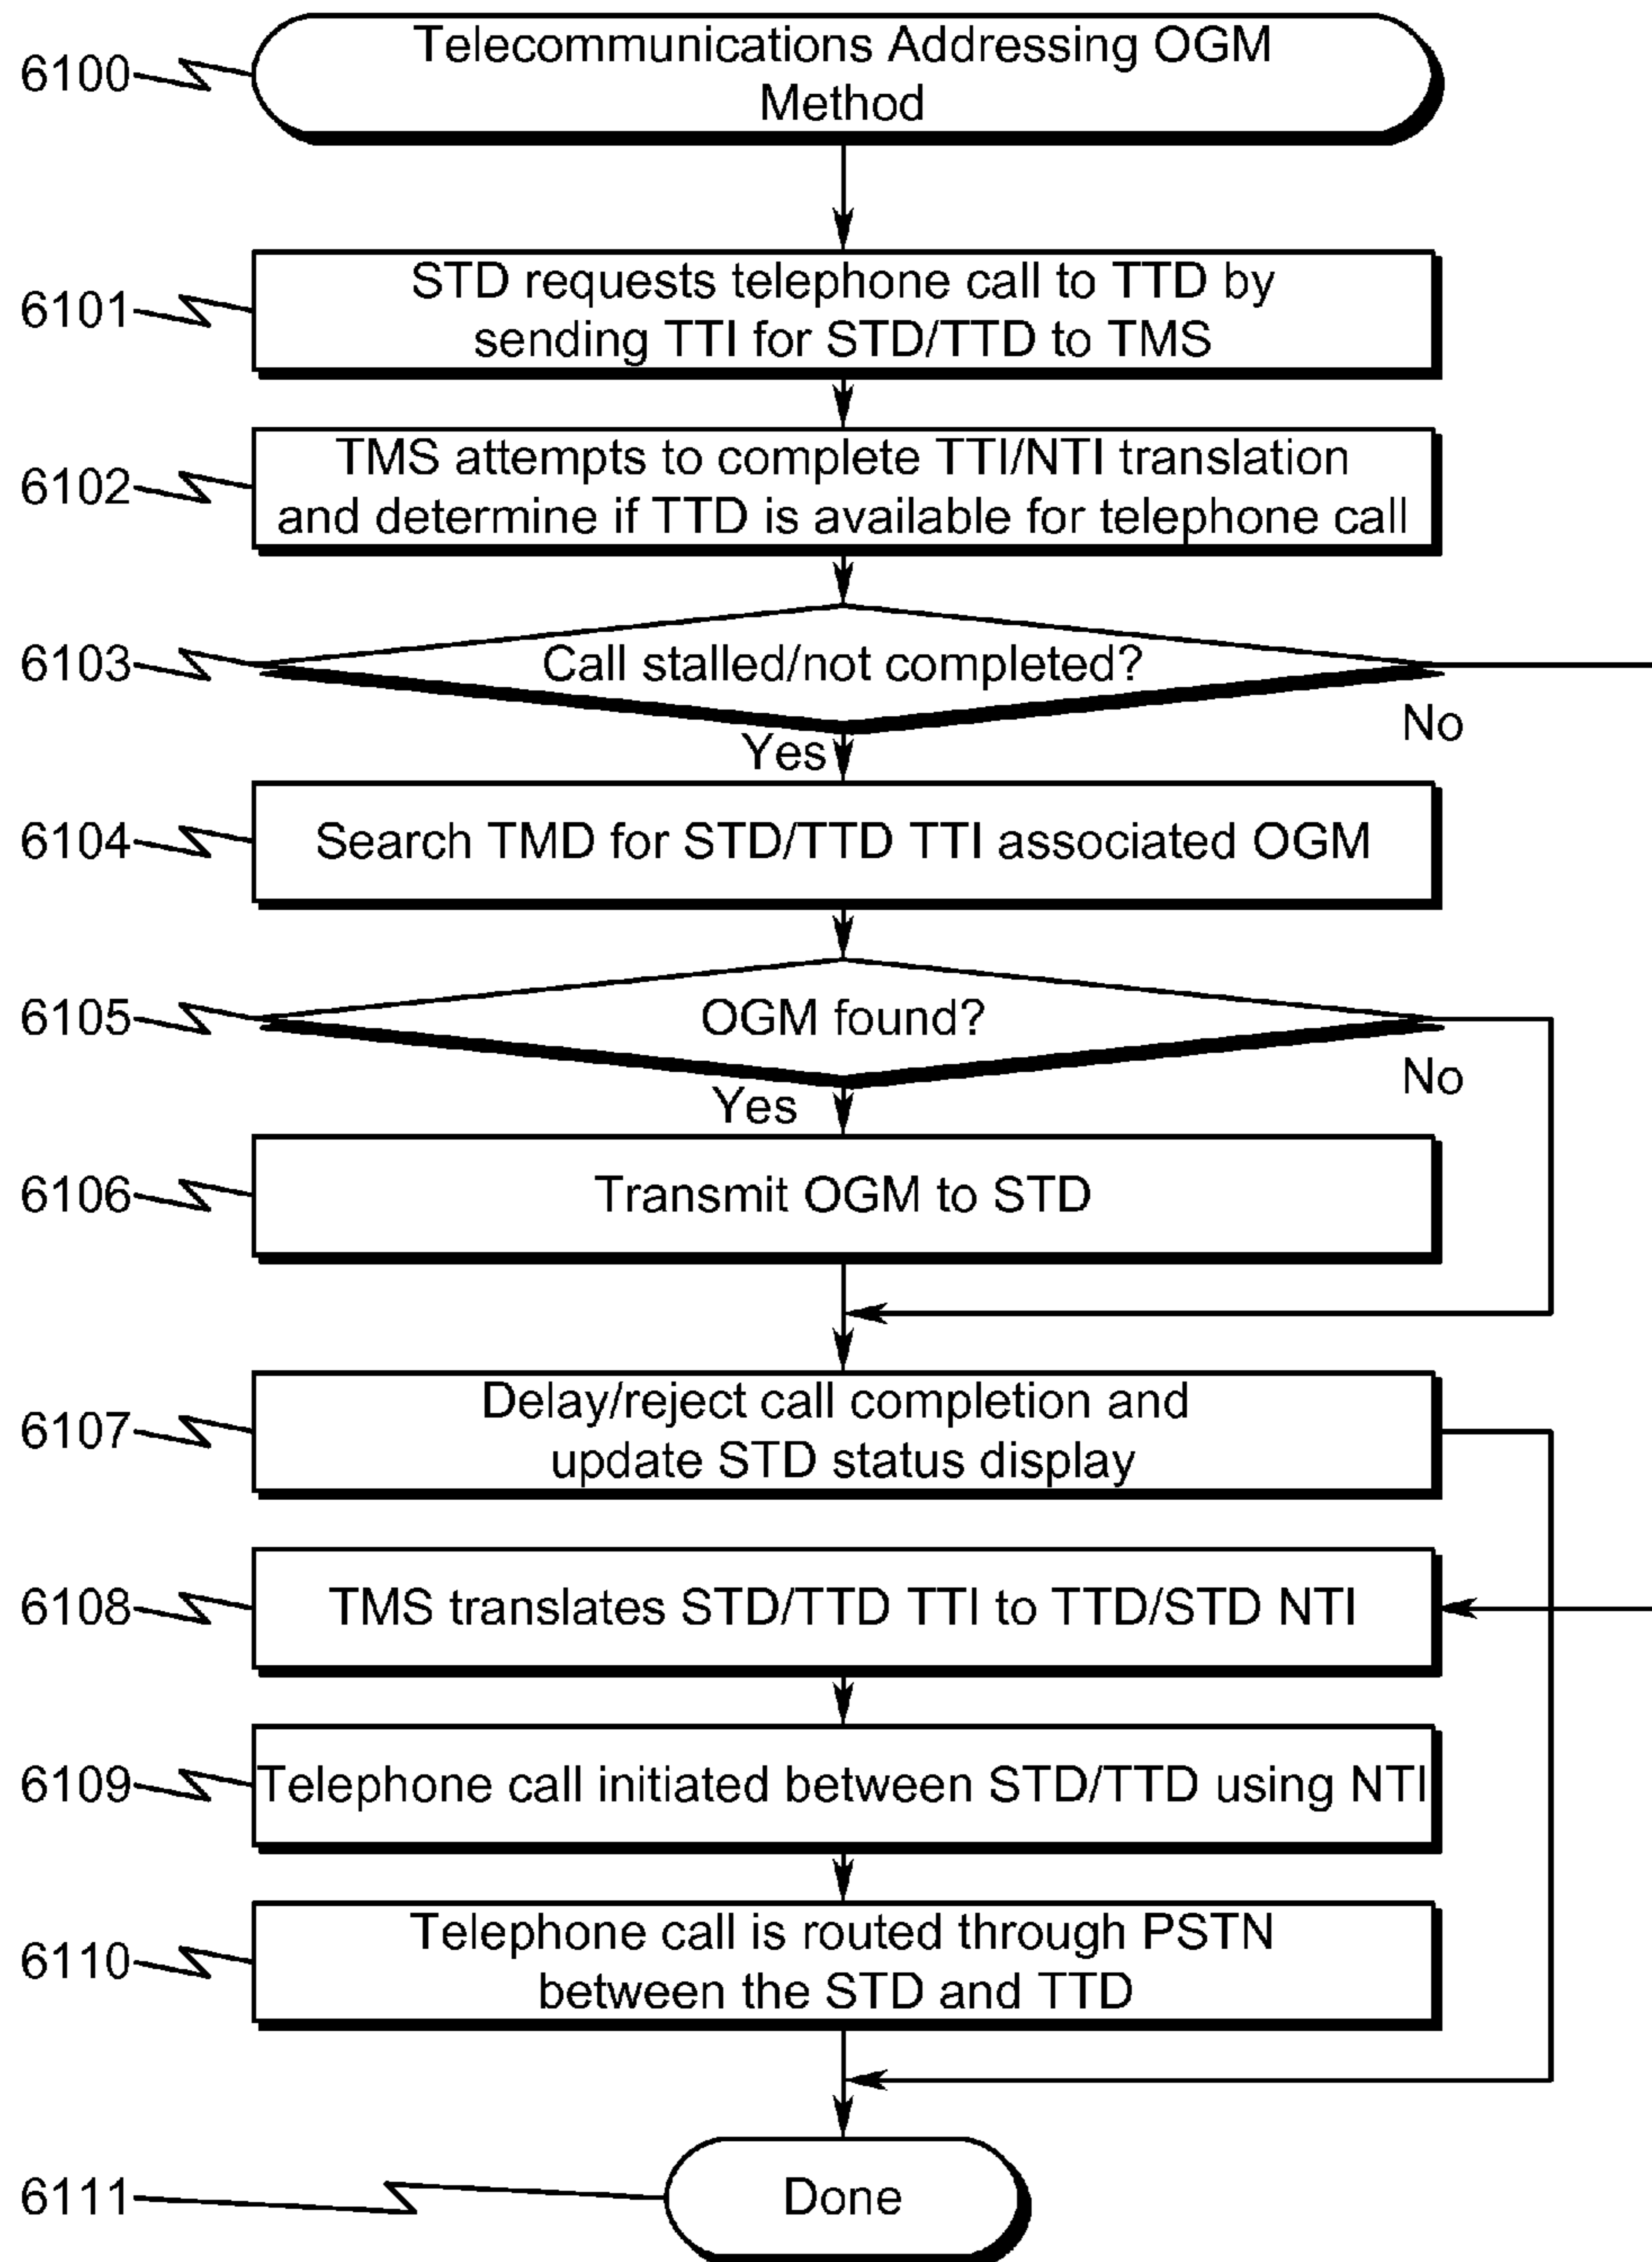 6100
Telecommunications Addressing OGM
Method
6101
STD requests telephone call to TTD by
sending TTI for STD/TTD to TMS
6102
TMS attempts to complete TTI/NTI translation
and determine if TTD is available for telephone call
6103
Call stalled/not completed?
No
Yes
6104
Search TMD for STD/TTD TTI associated OGM
6105
OGM found?
No
Yes
6106
Transmit OGM to STD
6107
Delay/reject call completion and
update STD status display
6108
TMS translates STD/TTD TTI to TTD/STD NTI
6109
Telephone call initiated between STD/TTD using NTI
6110
Telephone call is routed through PSTN
between the STD and TTD
6111
Done